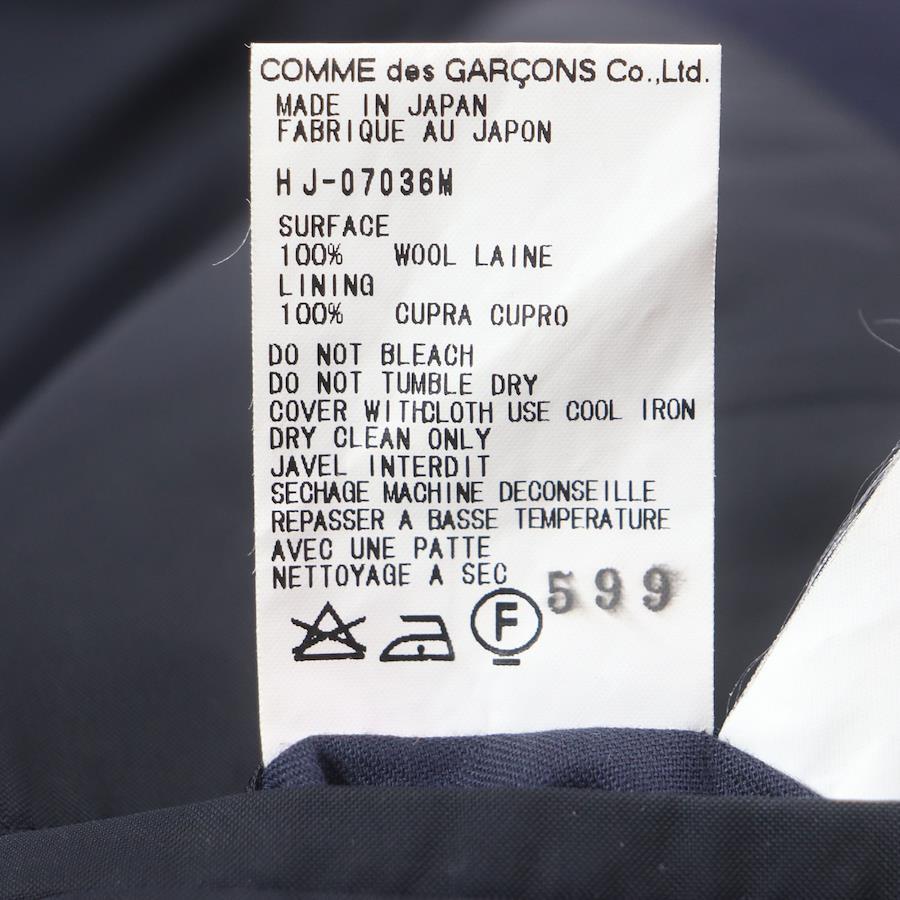 COMME des GARÇONS Co.,Ltd.
MADE IN JAPAN
FABRIQUE AU JAPON
HJ-07036M
SURFACE
100% WOOL LAINE
LINING
100% CUPRA CUPRO
DO NOT BLEACH
DO NOT TUMBLE DRY
COVER WITHCLOTH USE COOL IRON
DRY CLEAN ONLY
JAVEL INTERDIT
SECHAGE MACHINE DECONSEILLE
REPASSER A BASSE TEMPERATURE
AVEC UNE PATTE
NETTOYAGE A SEC
599
F